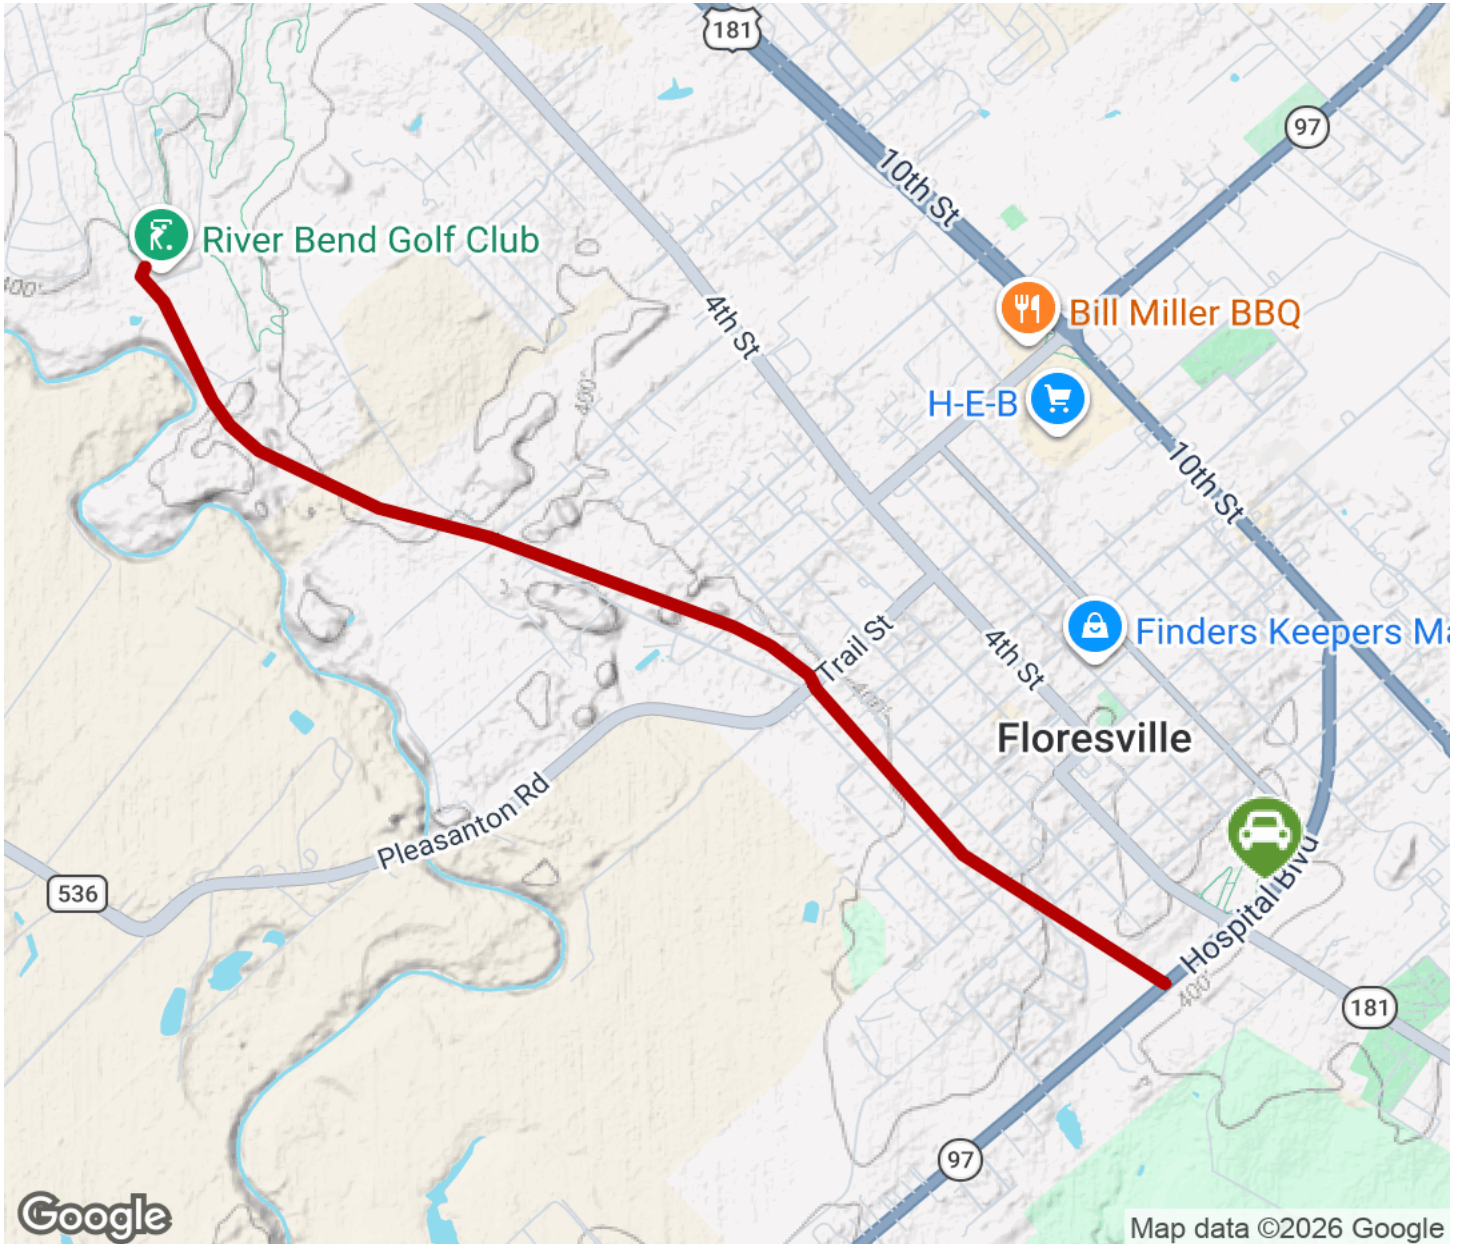 181
97
10th St
River Bend Golf Club
400'
4th St
Bill Miller BBQ
400'
H-E-B
10th St
Trail St
4th St
Finders Keepers Ma
400'
Floresville
Pleasanton Rd
536
Hospital Blvd
400'
181
97
Google
Map data ©2026 Google